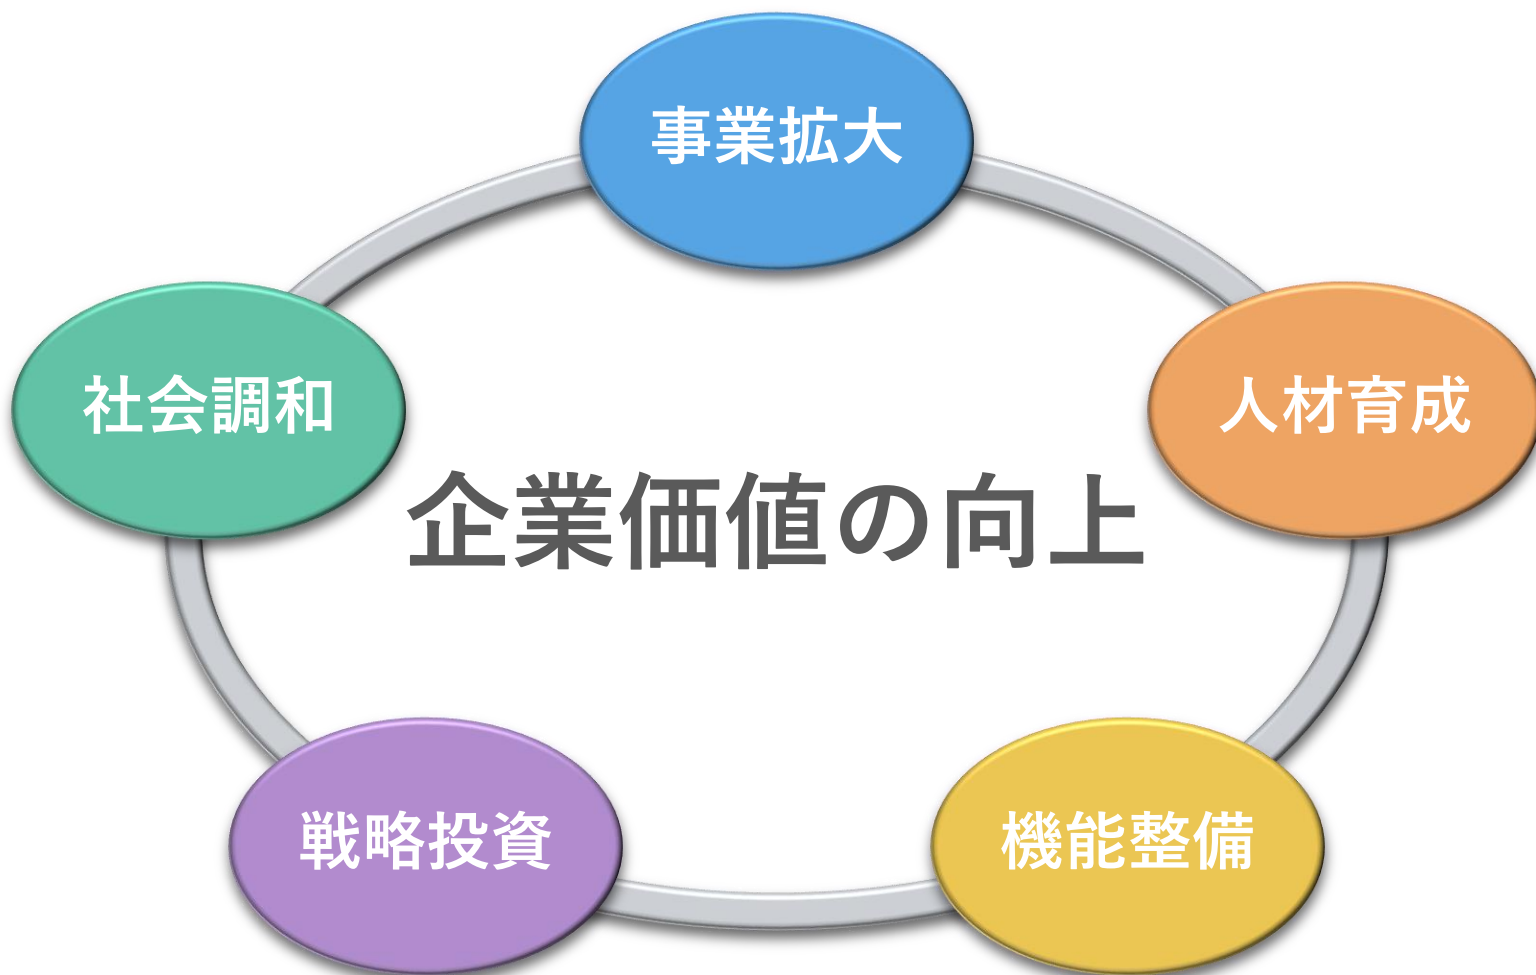 事業拡大
社会調和
人材育成
企業価値の向上
戦略投資
機能整備